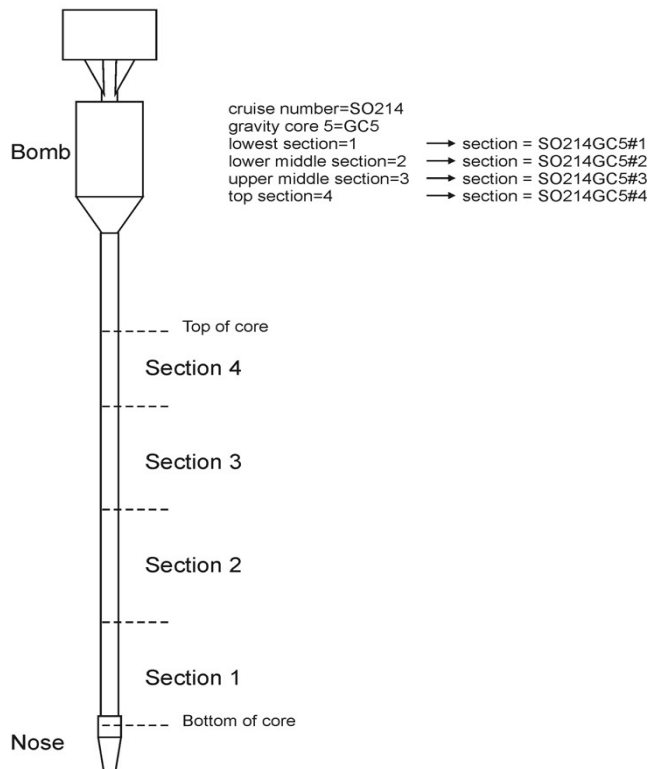 cruise number=SO214
gravity core 5=GC5
lowest section=1 → section = SO214GC5#1
lower middle section=2 → section = SO214GC5#2
upper middle section=3 → section = SO214GC5#3
top section=4 → section = SO214GC5#4
Bomb
Top of core
Section 4
Section 3
Section 2
Section 1
Bottom of core
Nose